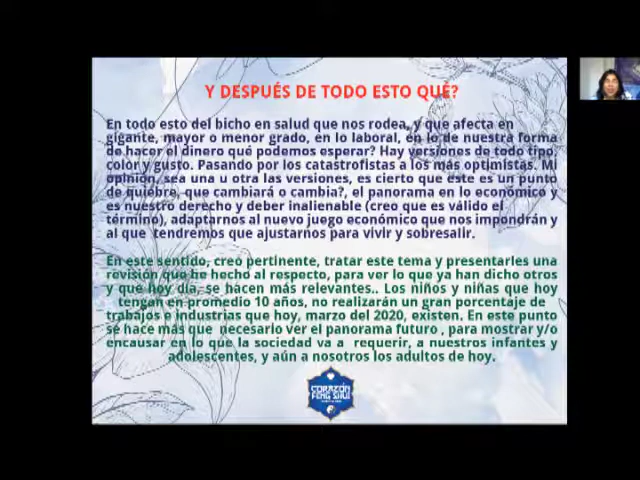 Y DESPUÉS DE TODO ESTO QUÉ?
En todo esto del bicho en salud que nos rodea, y que afecta en
gigante, mayor o menor grado, en lo laboral, en lo de nuestra forma
de hacer el dinero qué podemos esperar? Hay versiones de todo tipo,
color y gusto. Pasando por los catastrofistas a los más optimistas. Mi
opinión, sea una u otra las versiones, es cierto que este es un punto
de quiebre, que cambiará o cambia?, el panorama en lo económico y
es nuestro derecho y deber inalienable (creo que es válido el
término), adaptarnos al nuevo juego económico que nos impondrán y
al que tendremos que ajustarnos para vivir y sobresalir.
En este sentido, creo pertinente, tratar este tema y presentarles una
revisión que he hecho al respecto, para ver lo que ya han dicho otros
y que hoy día, se hacen más relevantes.. Los niños y niñas que hoy
tengan en promedio 10 años, no realizarán un gran porcentaje de
trabajos e industrias que hoy, marzo del 2020, existen. En este punto
se hace más que necesario ver el panorama futuro , para mostrar y/o
encausar en lo que la sociedad va a requerir, a nuestros infantes y
adolescentes, y aún a nosotros los adultos de hoy.
CORAZÓN
FENG SHUI